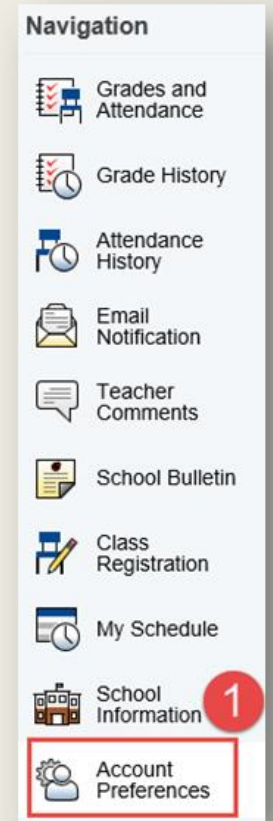 Navigation
Grades and
Attendance
Grade History
Attendance
History
Email
Notification
Teacher
Comments
School Bulletin
Class
Registration
My Schedule
School
Information
1
Account
Preferences